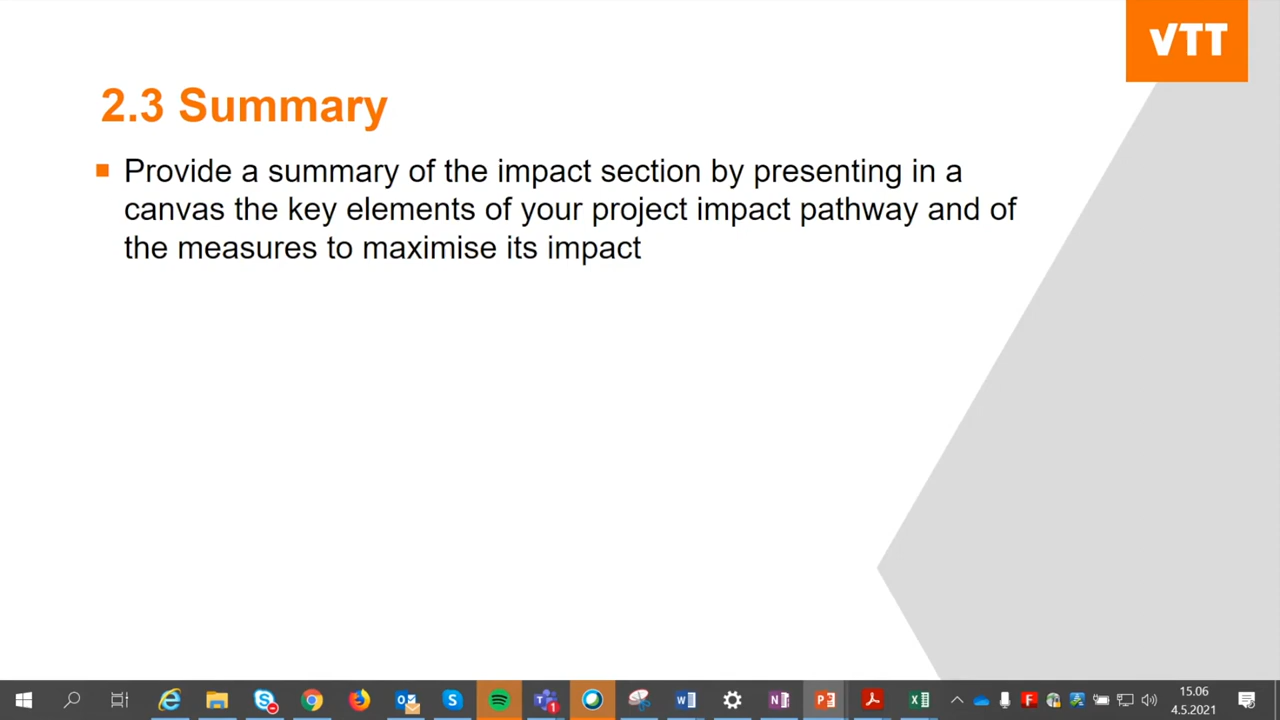 VTT
2.3 Summary
Provide a summary of the impact section by presenting in a
canvas the key elements of your project impact pathway and of
the measures to maximise its impact
15.06
4.5.2021